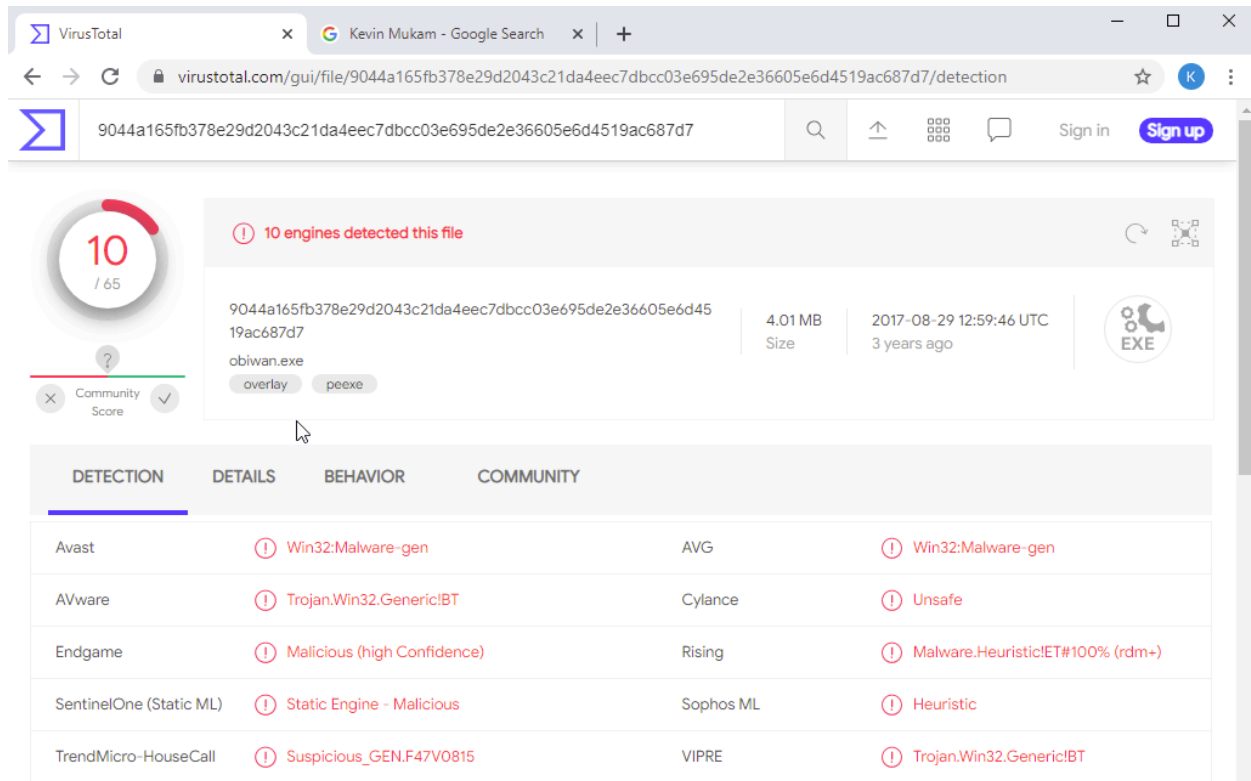 VirusTotal
Kevin Mukam - Google Search
virustotal.com/gui/file/9044a165fb378e29d2043c21da4eec7dbcc03e695de2e36605e6d4519ac687d7/detection
K
9044a165fb378e29d2043c21da4eec7dbcc03e695de2e36605e6d4519ac687d7
Sign in
Sign up
10
/ 65
?
Community
Score
10 engines detected this file
9044a165fb378e29d2043c21da4eec7dbcc03e695de2e36605e6d45
19ac687d7
obiwan.exe
overlay peexe
4.01 MB
Size
2017-08-29 12:59:46 UTC
3 years ago
EXE
DETECTION DETAILS BEHAVIOR COMMUNITY
Avast Win32:Malware-gen AVG Win32:Malware-gen
AVware Trojan.Win32.Generic!BT Cylance Unsafe
Endgame Malicious (high Confidence) Rising Malware.Heuristic!ET#100% (rdm+)
SentinelOne (Static ML) Static Engine - Malicious Sophos ML Heuristic
TrendMicro-HouseCall Suspicious_GEN.F47V0815 VIPRE Trojan.Win32.Generic!BT